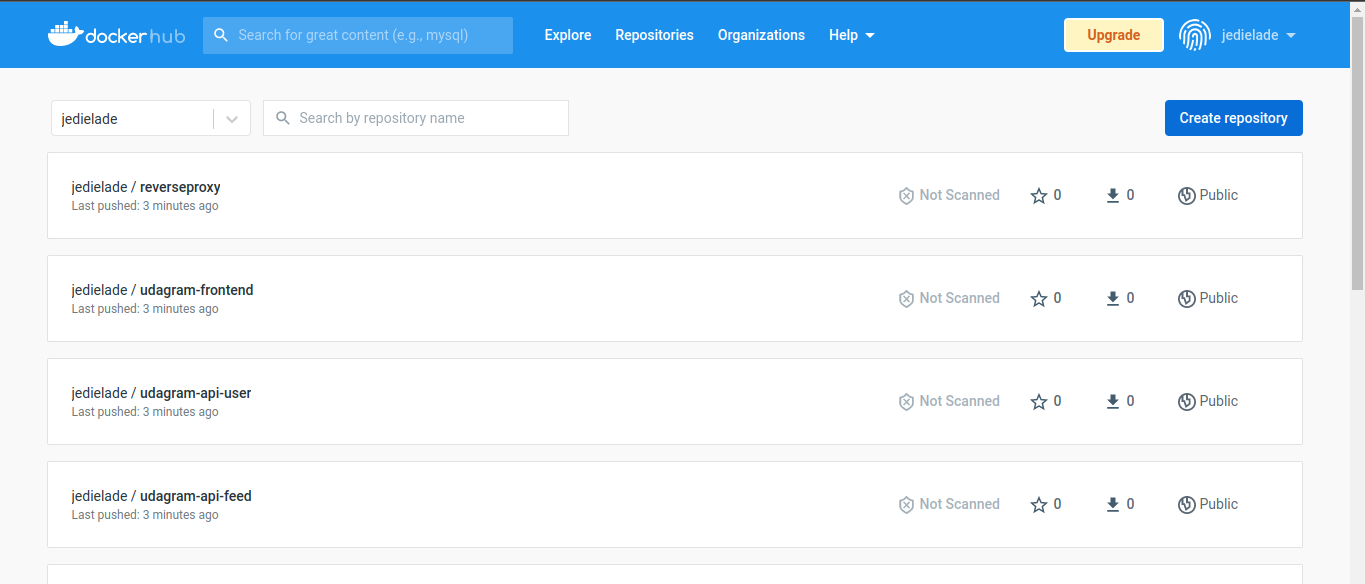 dockerhub Search for great content (e.g., mysql) Explore Repositories Organizations Help Upgrade jedielade
jedielade Search by repository name Create repository
jedielade / reverseproxy
Last pushed: 3 minutes ago
Not Scanned 0 0 Public
jedielade / udagram-frontend
Last pushed: 3 minutes ago
Not Scanned 0 0 Public
jedielade / udagram-api-user
Last pushed: 3 minutes ago
Not Scanned 0 0 Public
jedielade / udagram-api-feed
Last pushed: 3 minutes ago
Not Scanned 0 0 Public